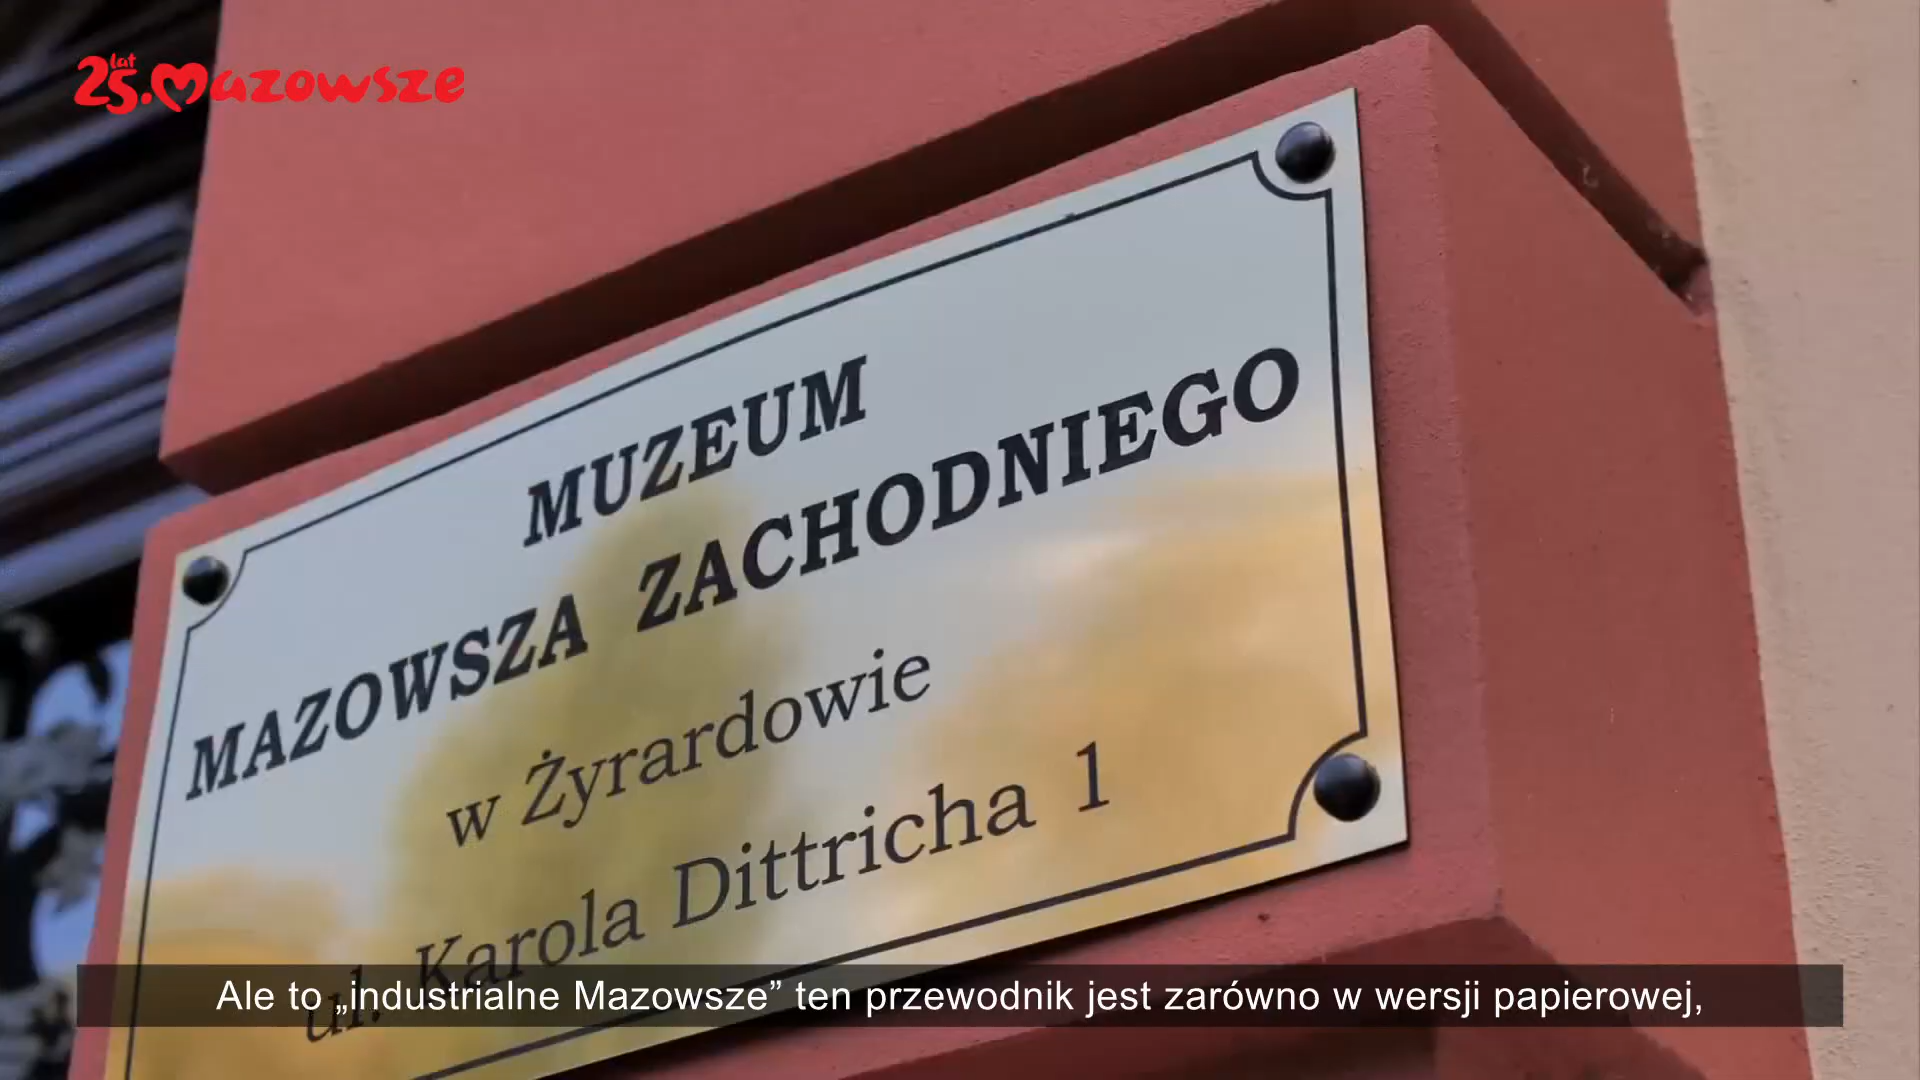 25 lat. Mazowsze
MUZEUM
MAZOWSZA ZACHODNIEGO
w Żyrardowie
ul. Karola Dittricha 1
Ale to „industrialne Mazowsze” ten przewodnik jest zarówno w wersji papierowej,